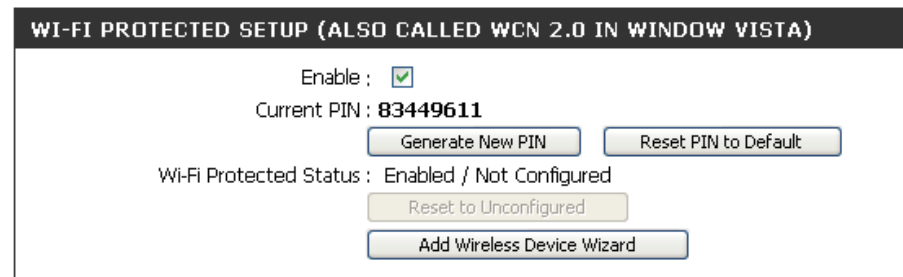 WI-FI PROTECTED SETUP (ALSO CALLED WCN 2.0 IN WINDOW VISTA)
Enable :
Current PIN : 83449611
Generate New PIN Reset PIN to Default
Wi-Fi Protected Status : Enabled / Not Configured
Reset to Unconfigured
Add Wireless Device Wizard